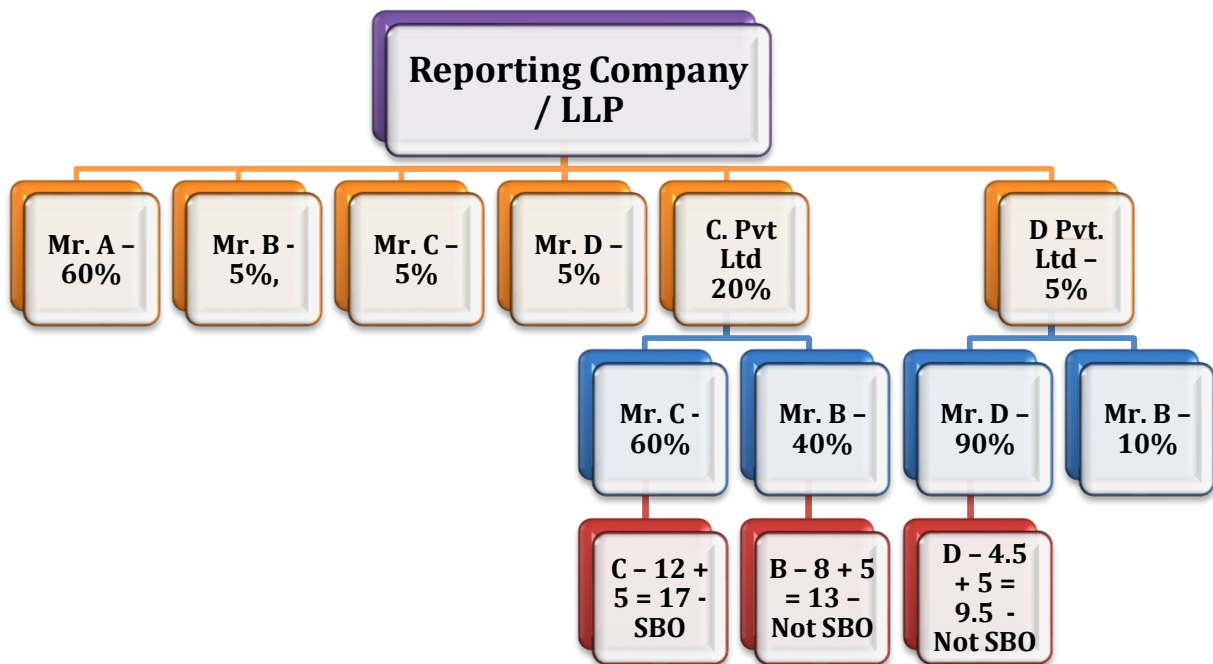 Reporting Company
/ LLP
Mr. A –
60%
Mr. B -
5%,
Mr. C –
5%
Mr. D –
5%
C. Pvt
Ltd
20%
D Pvt.
Ltd –
5%
Mr. C -
60%
Mr. B –
40%
Mr. D –
90%
Mr. B –
10%
C – 12 +
5 = 17 -
SBO
B – 8 + 5
= 13 –
Not SBO
D – 4.5
+ 5 =
9.5 -
Not SBO